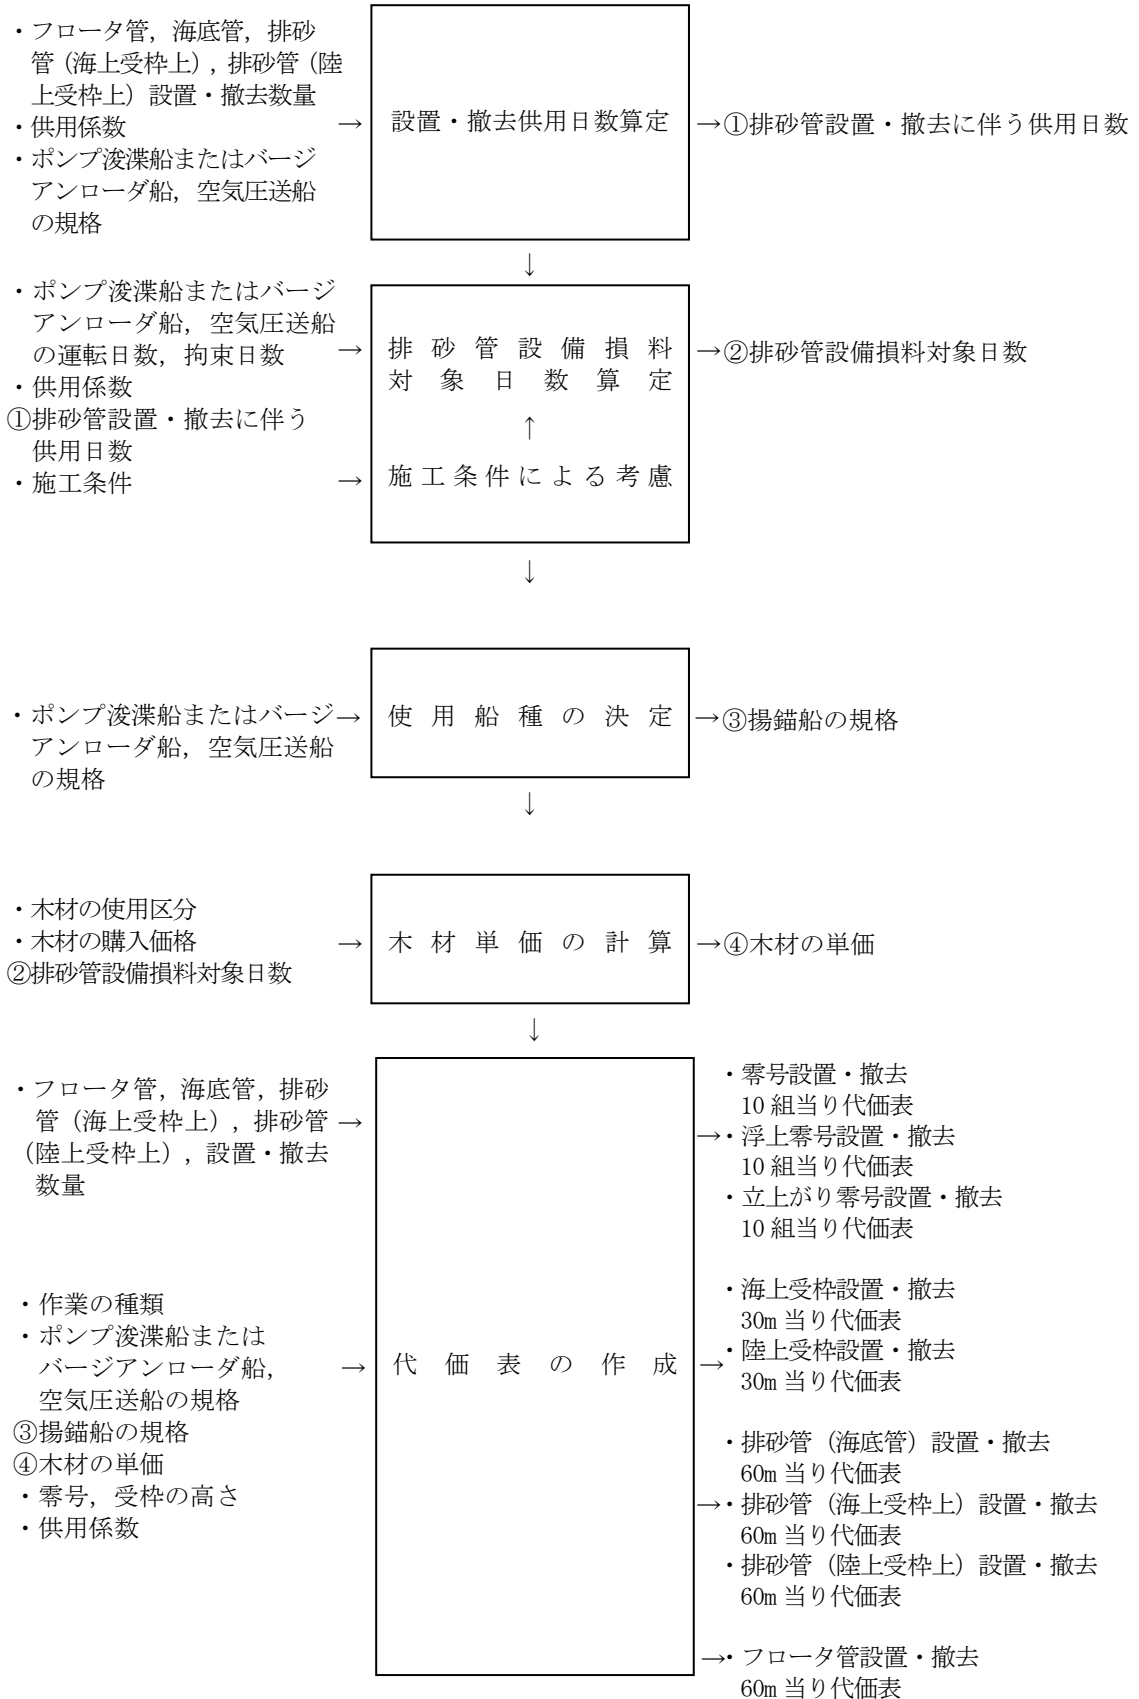 ・フロータ管，海底管，排砂
管（海上受枠上），排砂管（陸
上受枠上）設置・撤去数量
・供用係数
・ポンプ浚渫船またはバージ
アンローダ船，空気圧送船
の規格
→
設置・撤去供用日数算定
→①排砂管設置・撤去に伴う供用日数
↓
・ポンプ浚渫船またはバージ
アンローダ船，空気圧送船
の運転日数，拘束日数
・供用係数
①排砂管設置・撤去に伴う
供用日数
・施工条件
→
→
排砂管設備損料
対象日数算定
↑
施工条件による考慮
→②排砂管設備損料対象日数
↓
・ポンプ浚渫船またはバージ→
アンローダ船，空気圧送船
の規格
使用船種の決定
→③揚錨船の規格
↓
・木材の使用区分
・木材の購入価格
②排砂管設備損料対象日数
→
木材単価の計算
→④木材の単価
↓
・フロータ管，海底管，排砂
管（海上受枠上），排砂管→
（陸上受枠上），設置・撤去
数量
・作業の種類
・ポンプ浚渫船または
バージアンローダ船，
空気圧送船の規格
③揚錨船の規格
④木材の単価
・零号，受枠の高さ
・供用係数
→
代価表の作成
・零号設置・撤去
10組当り代価表
→・浮上零号設置・撤去
10組当り代価表
・立上がり零号設置・撤去
10組当り代価表
・海上受枠設置・撤去
30m当り代価表
・陸上受枠設置・撤去
→30m当り代価表
・排砂管（海底管）設置・撤去
60m当り代価表
→・排砂管（海上受枠上）設置・撤去
60m当り代価表
・排砂管（陸上受枠上）設置・撤去
60m当り代価表
→・フロータ管設置・撤去
60m当り代価表